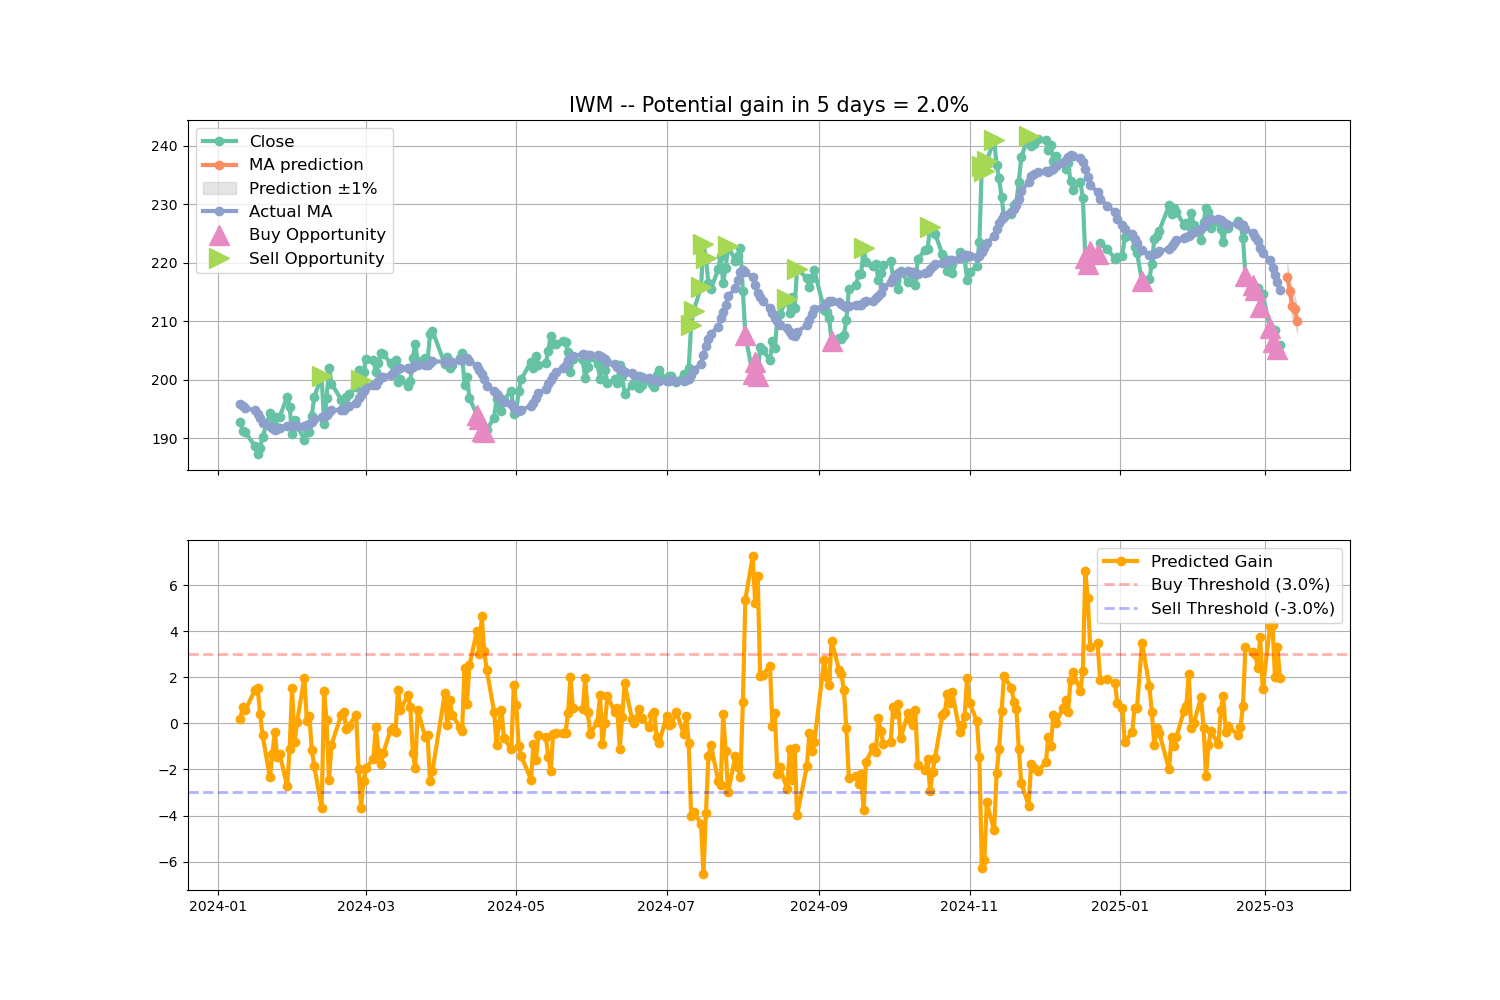 IWM -- Potential gain in 5 days = 2.0%
Close
MA prediction
Prediction ±1%
Actual MA
Buy Opportunity
Sell Opportunity
240
230
220
210
200
190
Predicted Gain
Buy Threshold (3.0%)
Sell Threshold (-3.0%)
6
4
2
0
−2
−4
−6
2024-01 2024-03 2024-05 2024-07 2024-09 2024-11 2025-01 2025-03